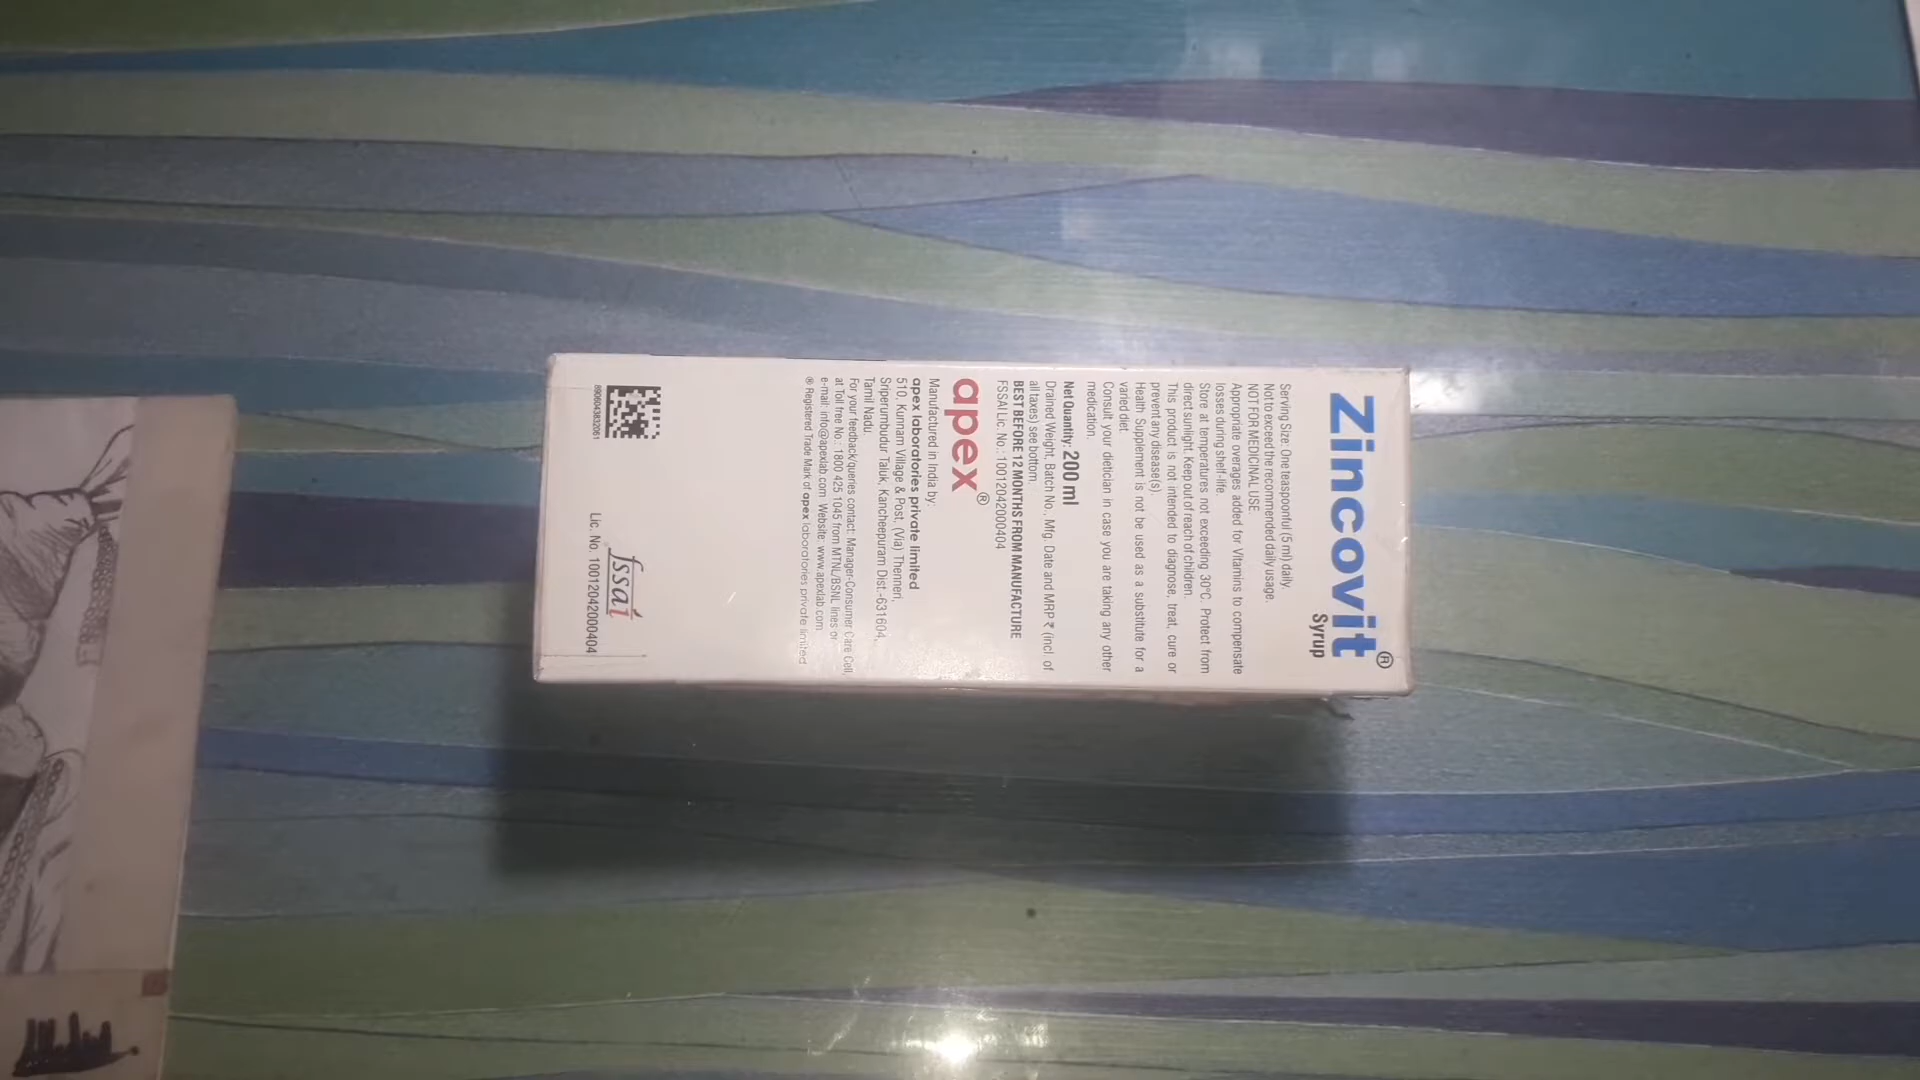 Zincovit®
Syrup
Serving Size: One teaspoonful (5 ml) daily.
Not to exceed the recommended daily usage.
NOT FOR MEDICINAL USE.
Appropriate overages added for Vitamins to compensate
losses during shelf-life.
Store at temperatures not exceeding 30°C. Protect from
direct sunlight. Keep out of reach of children.
This product is not intended to diagnose, treat, cure or
prevent any disease(s).
Health Supplement is not be used as a substitute for a
varied diet.
Consult your dietician in case you are taking any other
medication.
Net Quantity: 200 ml
Drained Weight, Batch No., Mfg. Date and MRP ₹ (incl. of
all taxes) see bottom.
BEST BEFORE 12 MONTHS FROM MANUFACTURE
FSSAI Lic. No.: 10012042000404
apex®
Manufactured in India by:
apex laboratories private limited
510, Kunnam Village & Post, (Via) Thenneri,
Sriperumbudur Taluk, Kancheepuram Dist.-631604,
Tamil Nadu
For your feedback/queries contact: Manager-Consumer Care Cell,
at Toll free No.: 1800 425 1045 from MTNL/BSNL lines or
e-mail: info@apexlab.com Website: www.apexlab.com
® Registered Trade Mark of apex laboratories private limited
8906043832061
fssai
Lic. No. 10012042000404